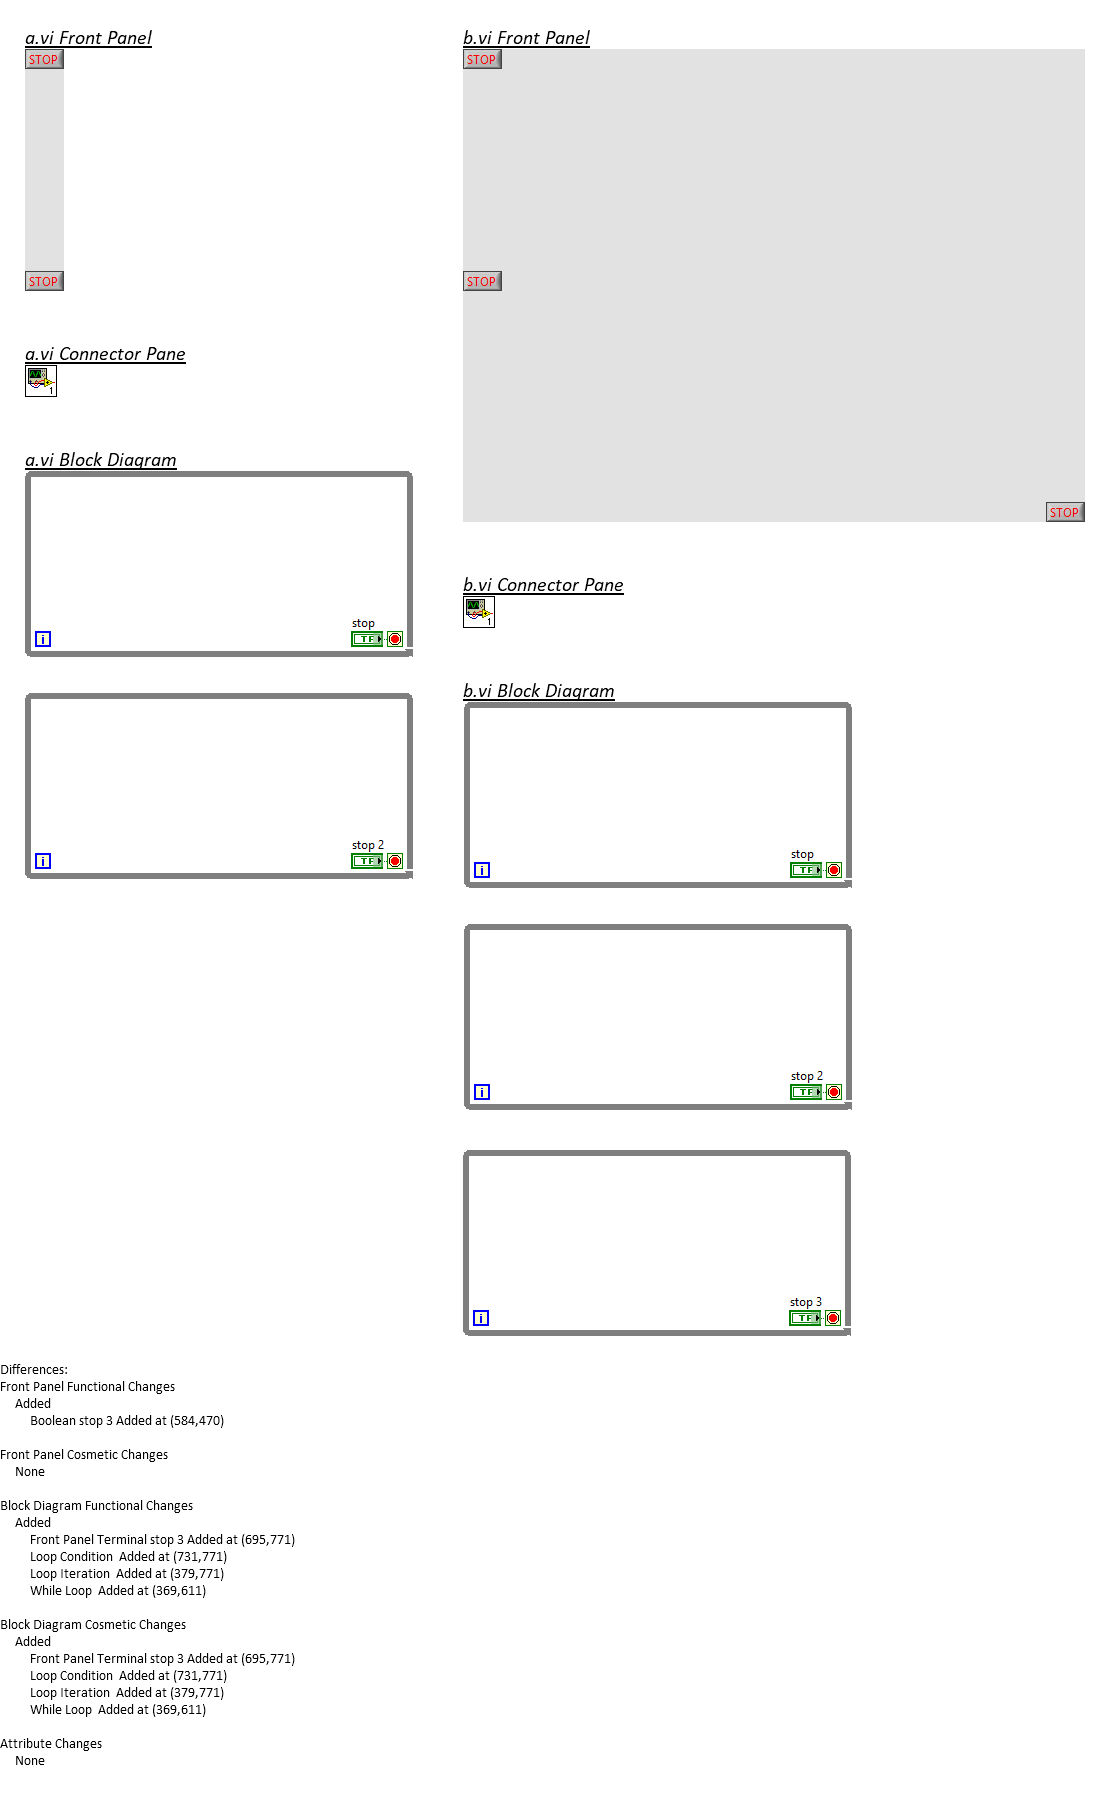 a.vi Front Panel
STOP
STOP
a.vi Connector Pane
1
a.vi Block Diagram
stop
i
TF
stop 2
i
TF
b.vi Front Panel
STOP
STOP
STOP
b.vi Connector Pane
1
b.vi Block Diagram
stop
i
TF
stop 2
i
TF
stop 3
i
TF
Differences:
Front Panel Functional Changes
Added
Boolean stop 3 Added at (584,470)
Front Panel Cosmetic Changes
None
Block Diagram Functional Changes
Added
Front Panel Terminal stop 3 Added at (695,771)
Loop Condition  Added at (731,771)
Loop Iteration  Added at (379,771)
While Loop  Added at (369,611)
Block Diagram Cosmetic Changes
Added
Front Panel Terminal stop 3 Added at (695,771)
Loop Condition  Added at (731,771)
Loop Iteration  Added at (379,771)
While Loop  Added at (369,611)
Attribute Changes
None